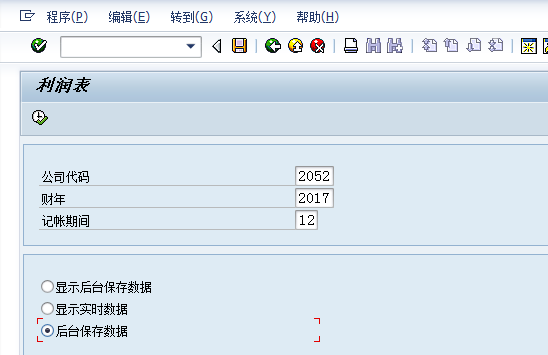 程序(P) 编辑(E) 转到(G) 系统(Y) 帮助(H)
利润表
公司代码 2052
财年 2017
记帐期间 12
显示后台保存数据
显示实时数据
后台保存数据